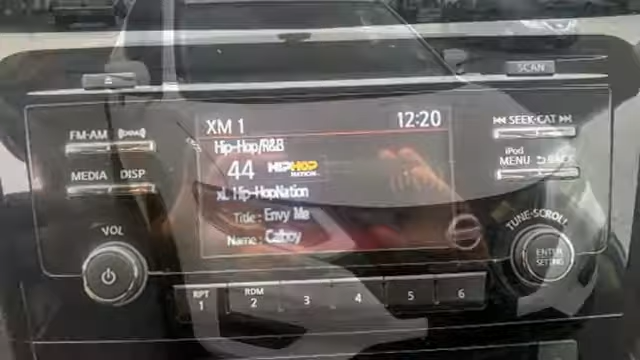 SCAN
XM 1 12:20
FM-AM (XM)
SEEK-CAT
Hip-Hop/R&B
44 HIPHOP NATION
iPod
MENU BACK
MEDIA DISP
xL Hip-HopNation
Title : Envy Me
Name : Calboy
VOL
TUNE-SCROLL
ENTER
SETTING
RPT RDM
1 2 3 4 5 6